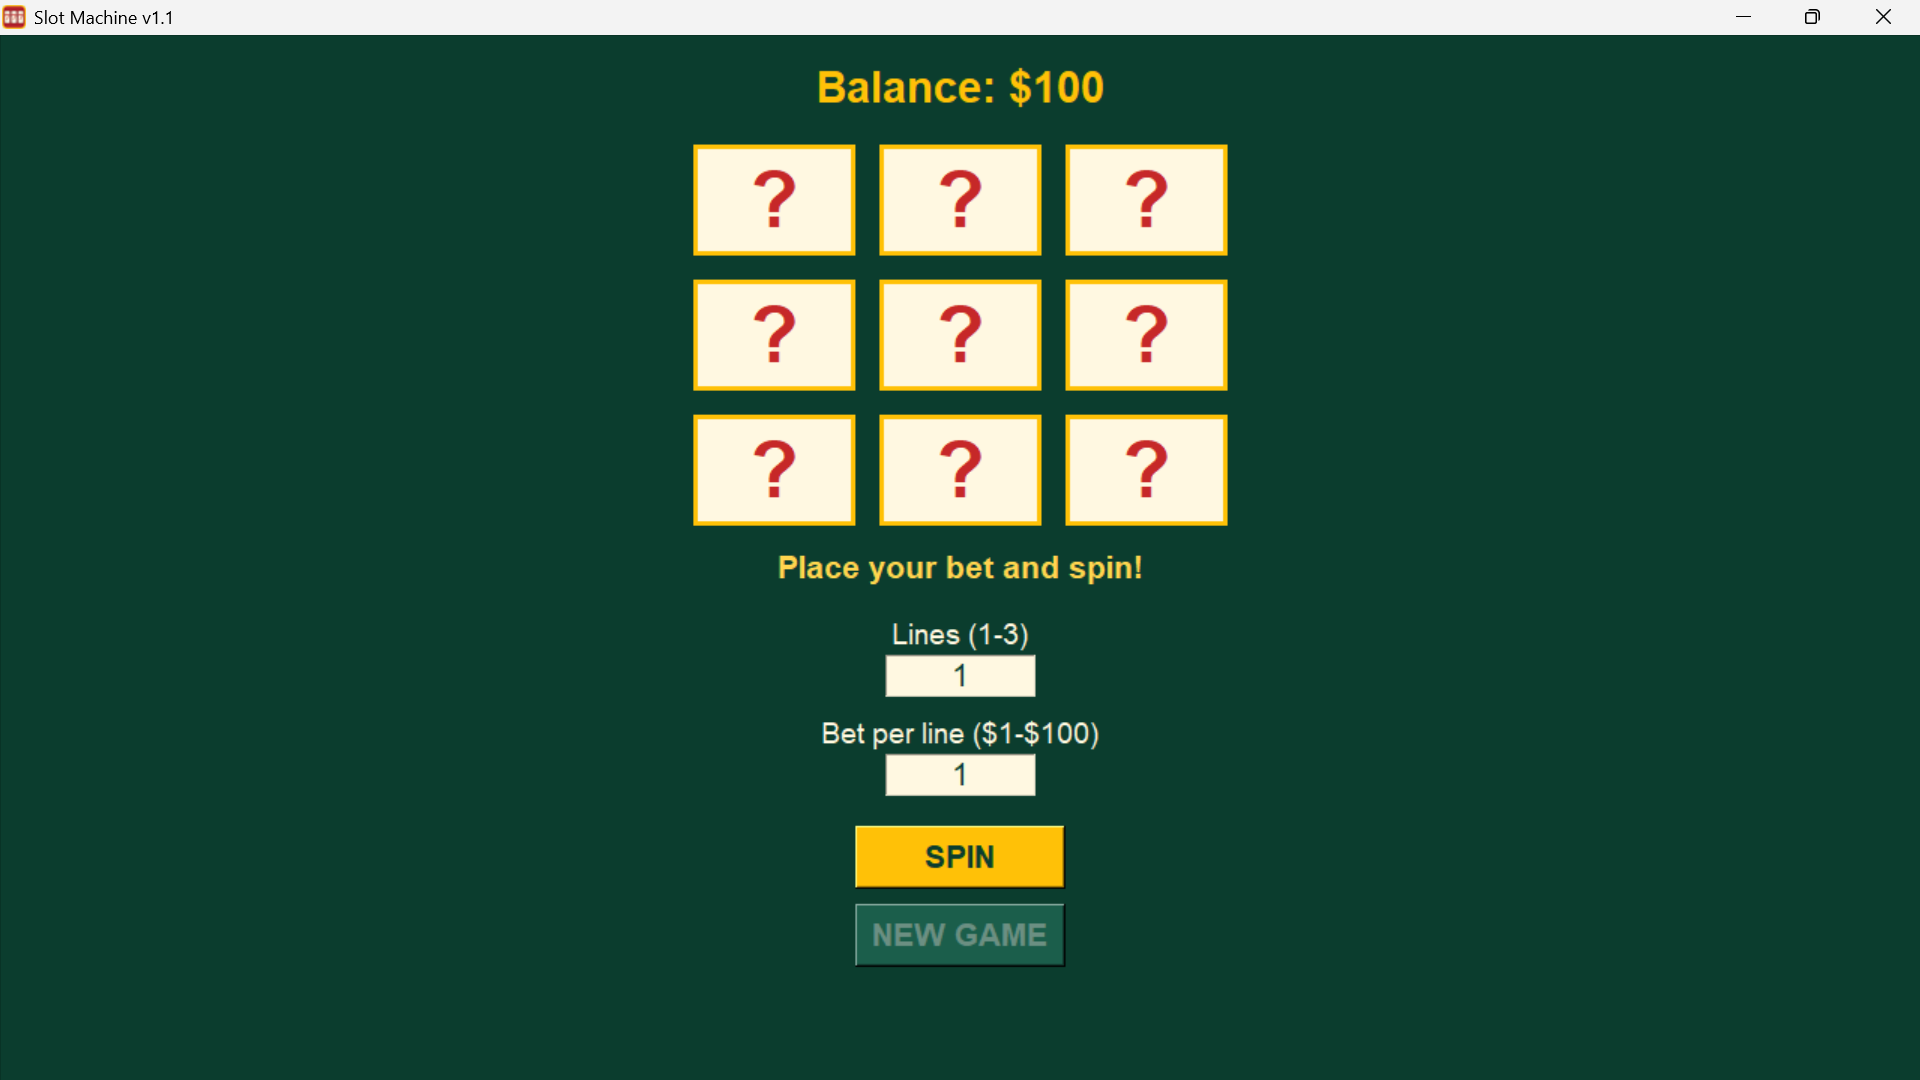 Slot Machine v1.1
Balance: $100
? ? ?
? ? ?
? ? ?
Place your bet and spin!
Lines (1-3)
1
Bet per line ($1-$100)
1
SPIN
NEW GAME